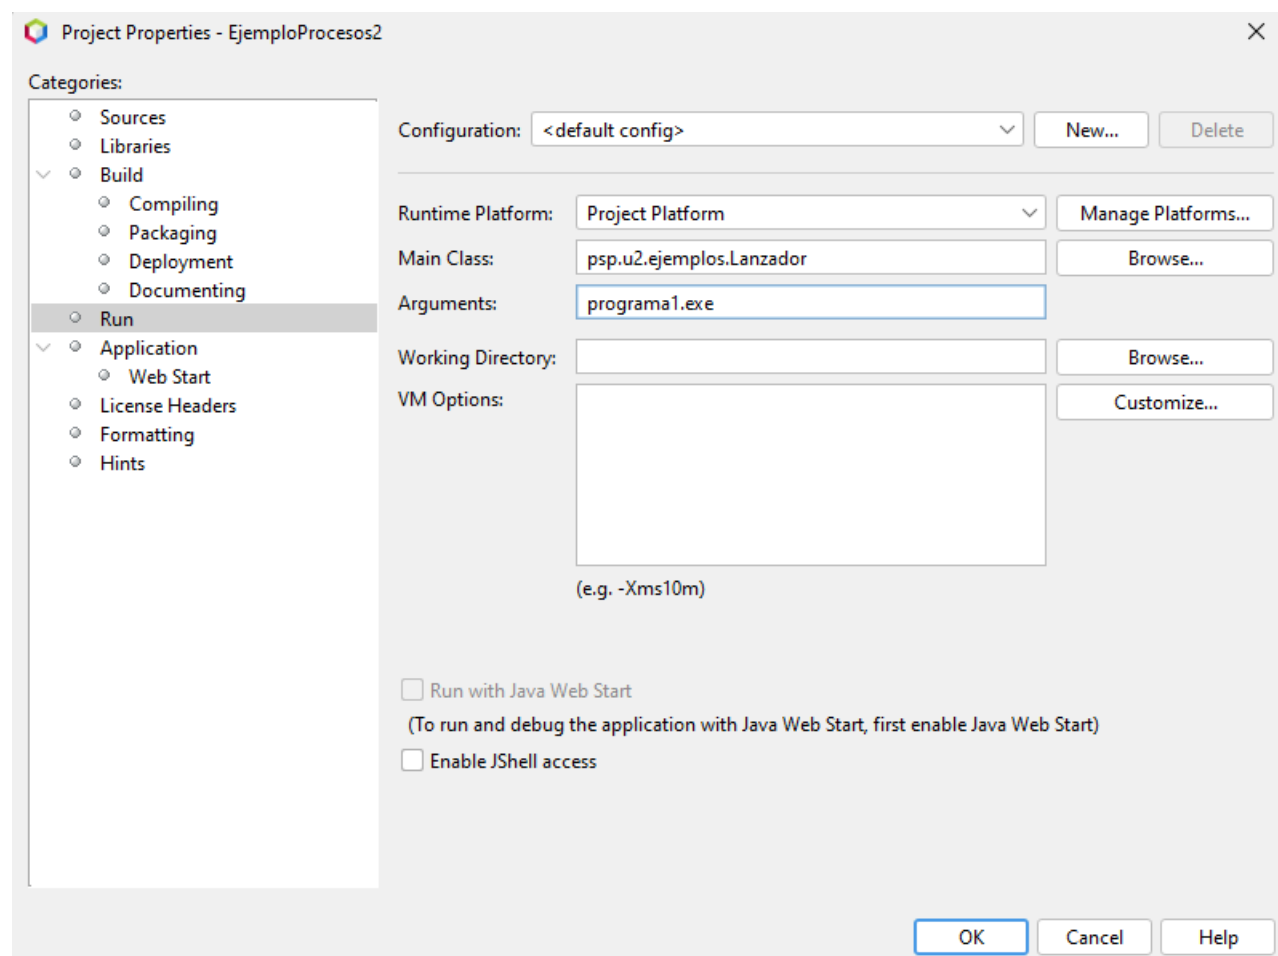 Project Properties - EjemploProcesos2
Categories:
Sources
Libraries
Build
Compiling
Packaging
Deployment
Documenting
Run
Application
Web Start
License Headers
Formatting
Hints
Configuration: <default config> New... Delete
Runtime Platform: Project Platform Manage Platforms...
Main Class: psp.u2.ejemplos.Lanzador Browse...
Arguments: programa1.exe
Working Directory: Browse...
VM Options: Customize...
(e.g. -Xms10m)
Run with Java Web Start
(To run and debug the application with Java Web Start, first enable Java Web Start)
Enable JShell access
OK Cancel Help